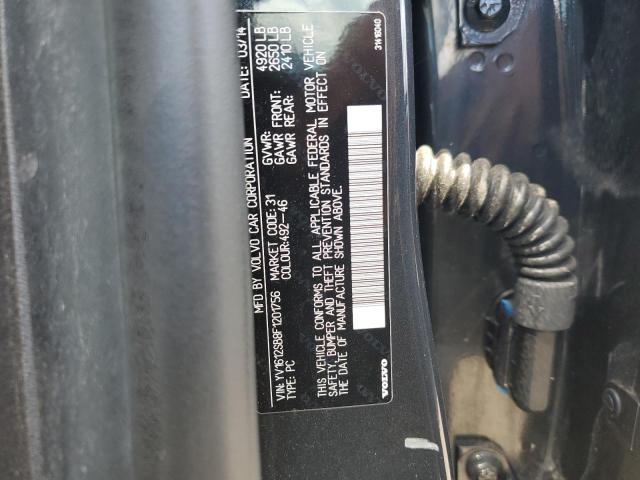 MFD BY VOLVO CAR CORPORATION DATE: 03/14
VIN: YV1612SB8F1201756 GVWR: 4920 LB
TYPE: PC MARKET CODE: 31 GAWR FRONT: 2650 LB
COLOUR:492-46 GAWR REAR: 2410 LB
THIS VEHICLE CONFORMS TO ALL APPLICABLE FEDERAL MOTOR VEHICLE
SAFETY, BUMPER AND THEFT PREVENTION STANDARDS IN EFFECT ON
THE DATE OF MANUFACTURE SHOWN ABOVE.
VOLVO 31416040